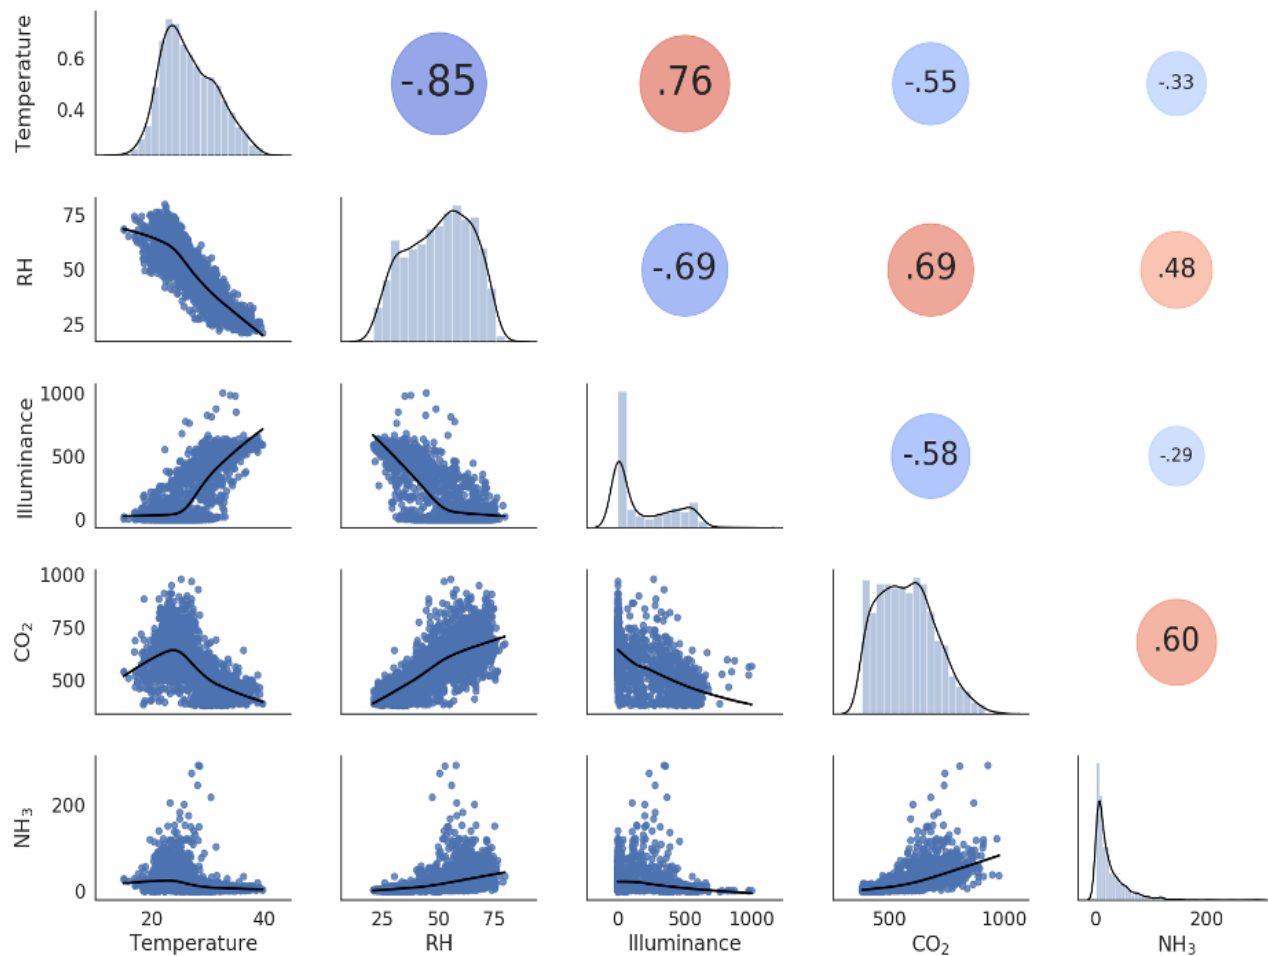 Temperature
0.6
0.4
-.85
.76
-.55
-.33
RH
75
50
25
-.69
.69
.48
Illuminance
1000
500
0
-.58
-.29
CO₂
1000
750
500
.60
NH₃
200
0
20 40
25 50 75
0 500 1000
500 1000
0 200
Temperature
RH
Illuminance
CO₂
NH₃